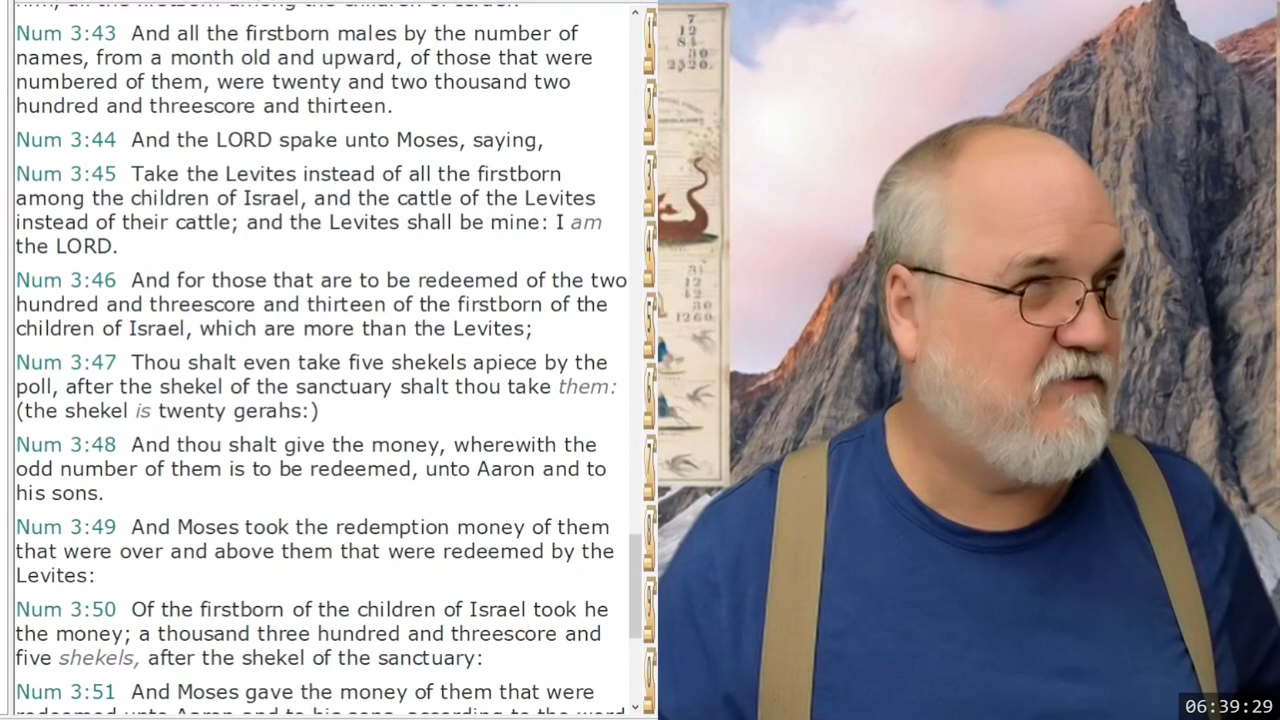 Num 3:43 And all the firstborn males by the number of
names, from a month old and upward, of those that were
numbered of them, were twenty and two thousand two
hundred and threescore and thirteen.
Num 3:44 And the LORD spake unto Moses, saying,
Num 3:45 Take the Levites instead of all the firstborn
among the children of Israel, and the cattle of the Levites
instead of their cattle; and the Levites shall be mine: I am
the LORD.
Num 3:46 And for those that are to be redeemed of the two
hundred and threescore and thirteen of the firstborn of the
children of Israel, which are more than the Levites;
Num 3:47 Thou shalt even take five shekels apiece by the
poll, after the shekel of the sanctuary shalt thou take them:
(the shekel is twenty gerahs:)
Num 3:48 And thou shalt give the money, wherewith the
odd number of them is to be redeemed, unto Aaron and to
his sons.
Num 3:49 And Moses took the redemption money of them
that were over and above them that were redeemed by the
Levites:
Num 3:50 Of the firstborn of the children of Israel took he
the money; a thousand three hundred and threescore and
five shekels, after the shekel of the sanctuary:
Num 3:51 And Moses gave the money of them that were
7
12
30
2520.
12
30
1260.
06:39:29